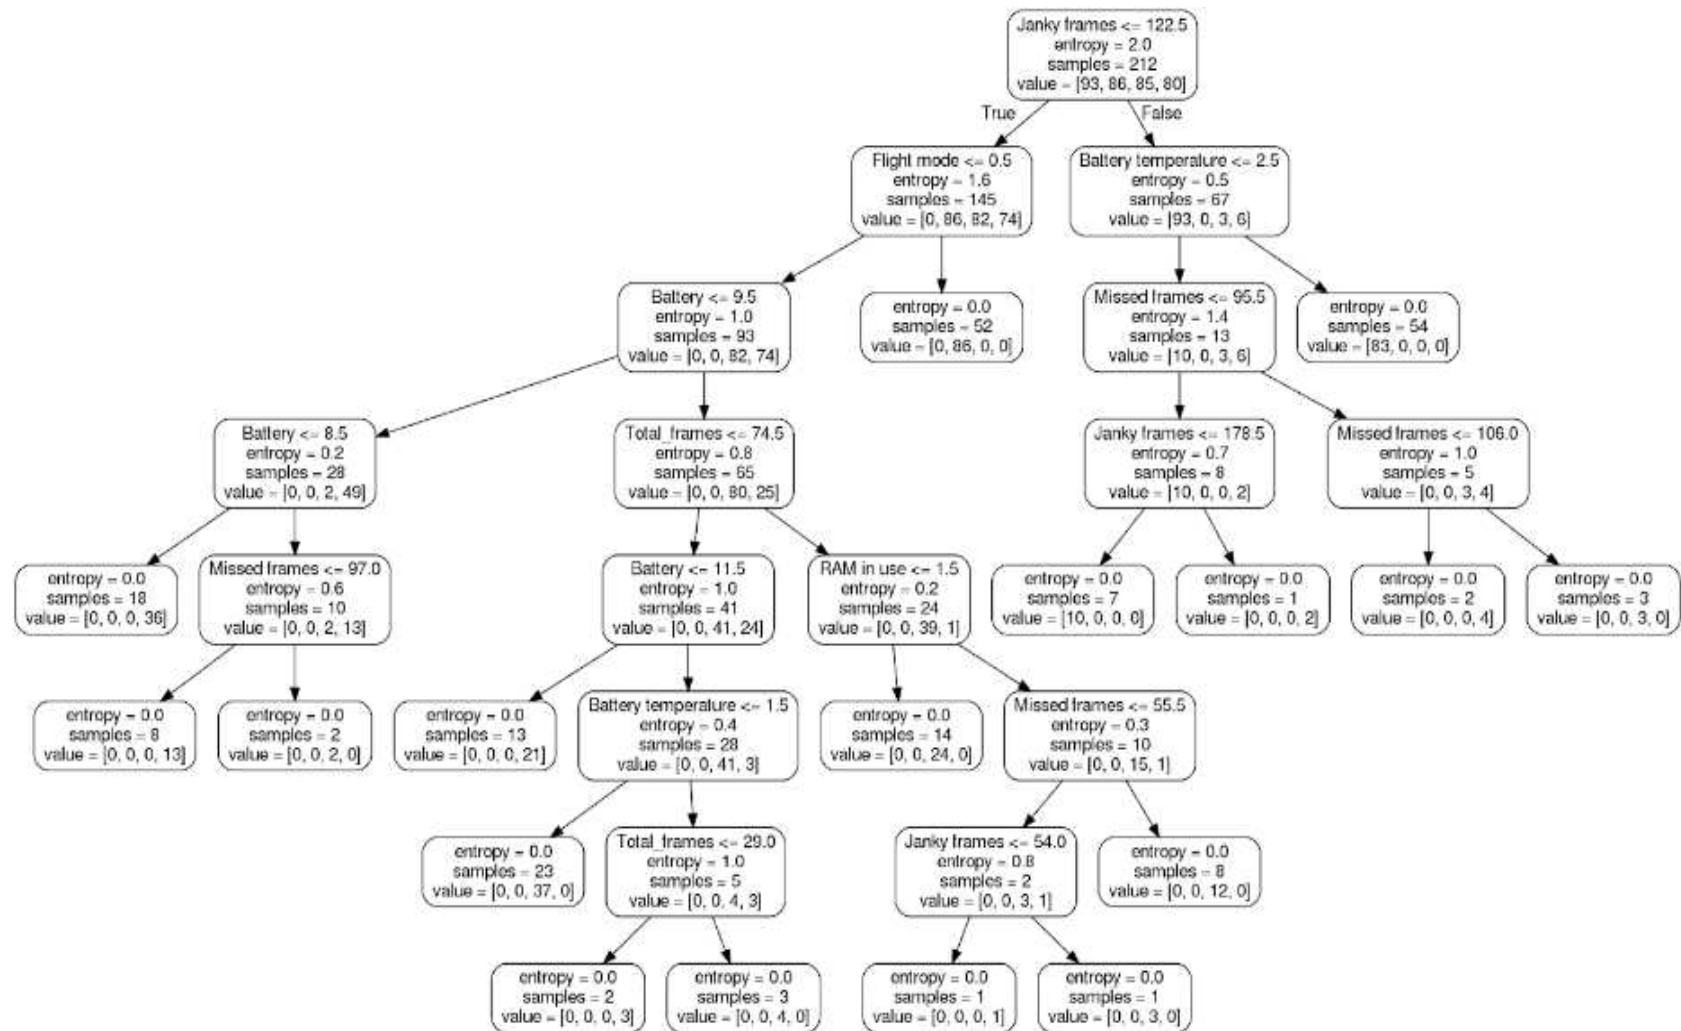 Janky frames <= 122.5
entropy = 2.0
samples = 212
value = [93, 86, 85, 80]
True
False
Flight mode <= 0.5
entropy = 1.6
samples = 145
value = [0, 86, 82, 74]
Battery temperature <= 2.5
entropy = 0.5
samples = 67
value = [93, 0, 3, 6]
Battery <= 9.5
entropy = 1.0
samples = 93
value = [0, 0, 82, 74]
entropy = 0.0
samples = 52
value = [0, 86, 0, 0]
Missed frames <= 95.5
entropy = 1.4
samples = 13
value = [10, 0, 3, 6]
entropy = 0.0
samples = 54
value = [83, 0, 0, 0]
Battery <= 8.5
entropy = 0.2
samples = 28
value = [0, 0, 2, 49]
Total_frames <= 74.5
entropy = 0.8
samples = 65
value = [0, 0, 80, 25]
Janky frames <= 178.5
entropy = 0.7
samples = 8
value = [10, 0, 0, 2]
Missed frames <= 106.0
entropy = 1.0
samples = 5
value = [0, 0, 3, 4]
entropy = 0.0
samples = 18
value = [0, 0, 0, 36]
Missed frames <= 97.0
entropy = 0.6
samples = 10
value = [0, 0, 2, 13]
Battery <= 11.5
entropy = 1.0
samples = 41
value = [0, 0, 41, 24]
RAM in use <= 1.5
entropy = 0.2
samples = 24
value = [0, 0, 39, 1]
entropy = 0.0
samples = 7
value = [10, 0, 0, 0]
entropy = 0.0
samples = 1
value = [0, 0, 0, 2]
entropy = 0.0
samples = 2
value = [0, 0, 0, 4]
entropy = 0.0
samples = 3
value = [0, 0, 3, 0]
entropy = 0.0
samples = 8
value = [0, 0, 0, 13]
entropy = 0.0
samples = 2
value = [0, 0, 2, 0]
entropy = 0.0
samples = 13
value = [0, 0, 0, 21]
Battery temperature <= 1.5
entropy = 0.4
samples = 28
value = [0, 0, 41, 3]
entropy = 0.0
samples = 14
value = [0, 0, 24, 0]
Missed frames <= 55.5
entropy = 0.3
samples = 10
value = [0, 0, 15, 1]
entropy = 0.0
samples = 23
value = [0, 0, 37, 0]
Total_frames <= 29.0
entropy = 1.0
samples = 5
value = [0, 0, 4, 3]
Janky frames <= 54.0
entropy = 0.8
samples = 2
value = [0, 0, 3, 1]
entropy = 0.0
samples = 8
value = [0, 0, 12, 0]
entropy = 0.0
samples = 2
value = [0, 0, 0, 3]
entropy = 0.0
samples = 3
value = [0, 0, 4, 0]
entropy = 0.0
samples = 1
value = [0, 0, 0, 1]
entropy = 0.0
samples = 1
value = [0, 0, 3, 0]